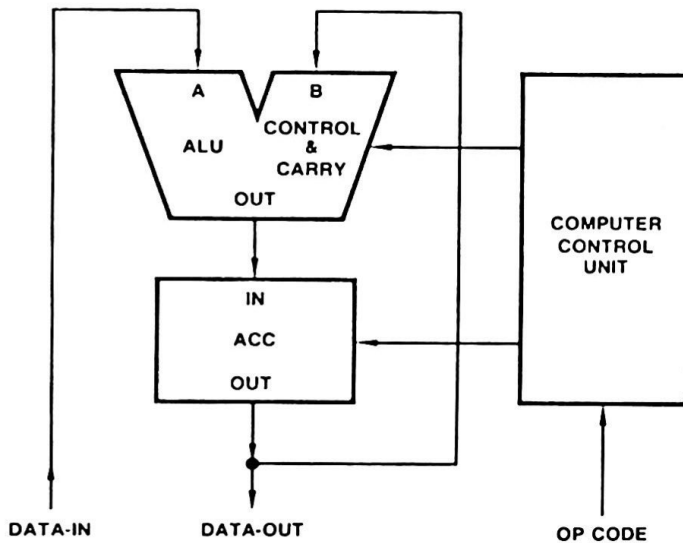 A
B
ALU
CONTROL
&
CARRY
OUT
COMPUTER
CONTROL
UNIT
IN
ACC
OUT
DATA-IN
DATA-OUT
OP CODE